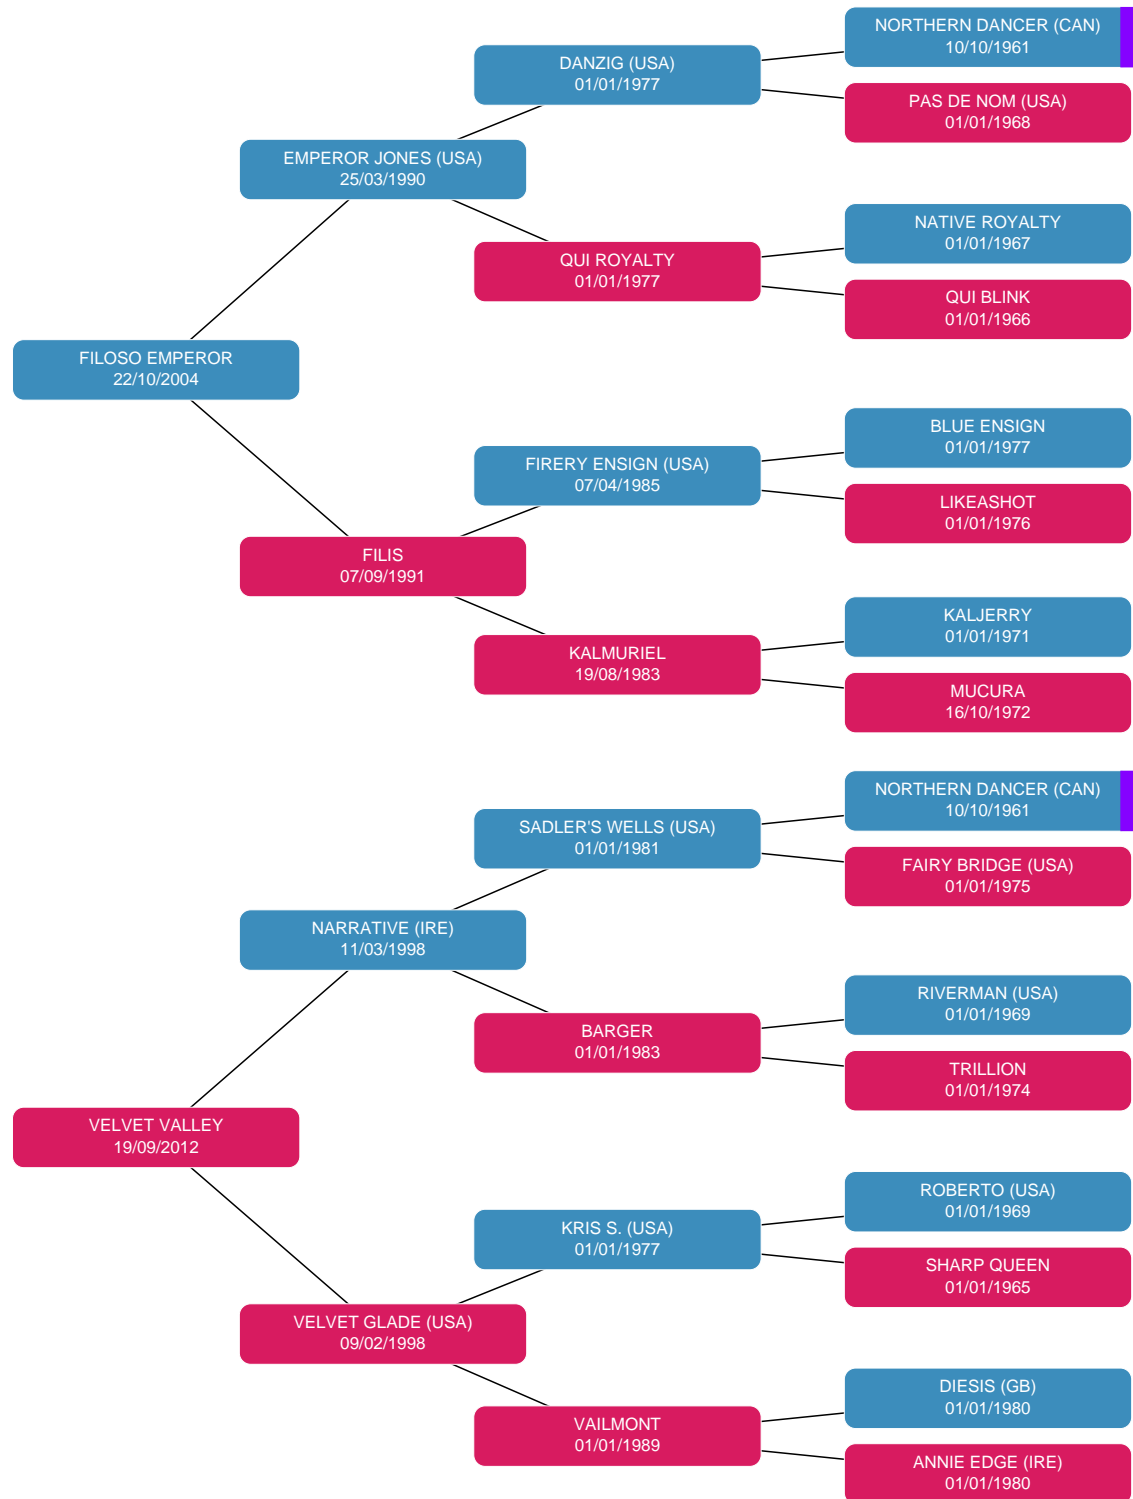 NORTHERN DANCER (CAN)
10/10/1961
DANZIG (USA)
01/01/1977
PAS DE NOM (USA)
01/01/1968
EMPEROR JONES (USA)
25/03/1990
NATIVE ROYALTY
01/01/1967
QUI ROYALTY
01/01/1977
QUI BLINK
01/01/1966
FILOSO EMPEROR
22/10/2004
BLUE ENSIGN
01/01/1977
FIRERY ENSIGN (USA)
07/04/1985
LIKEASHOT
01/01/1976
FILIS
07/09/1991
KALJERRY
01/01/1971
KALMURIEL
19/08/1983
MUCURA
16/10/1972
NORTHERN DANCER (CAN)
10/10/1961
SADLER'S WELLS (USA)
01/01/1981
FAIRY BRIDGE (USA)
01/01/1975
NARRATIVE (IRE)
11/03/1998
RIVERMAN (USA)
01/01/1969
BARGER
01/01/1983
TRILLION
01/01/1974
VELVET VALLEY
19/09/2012
ROBERTO (USA)
01/01/1969
KRIS S. (USA)
01/01/1977
SHARP QUEEN
01/01/1965
VELVET GLADE (USA)
09/02/1998
DIESIS (GB)
01/01/1980
VAILMONT
01/01/1989
ANNIE EDGE (IRE)
01/01/1980